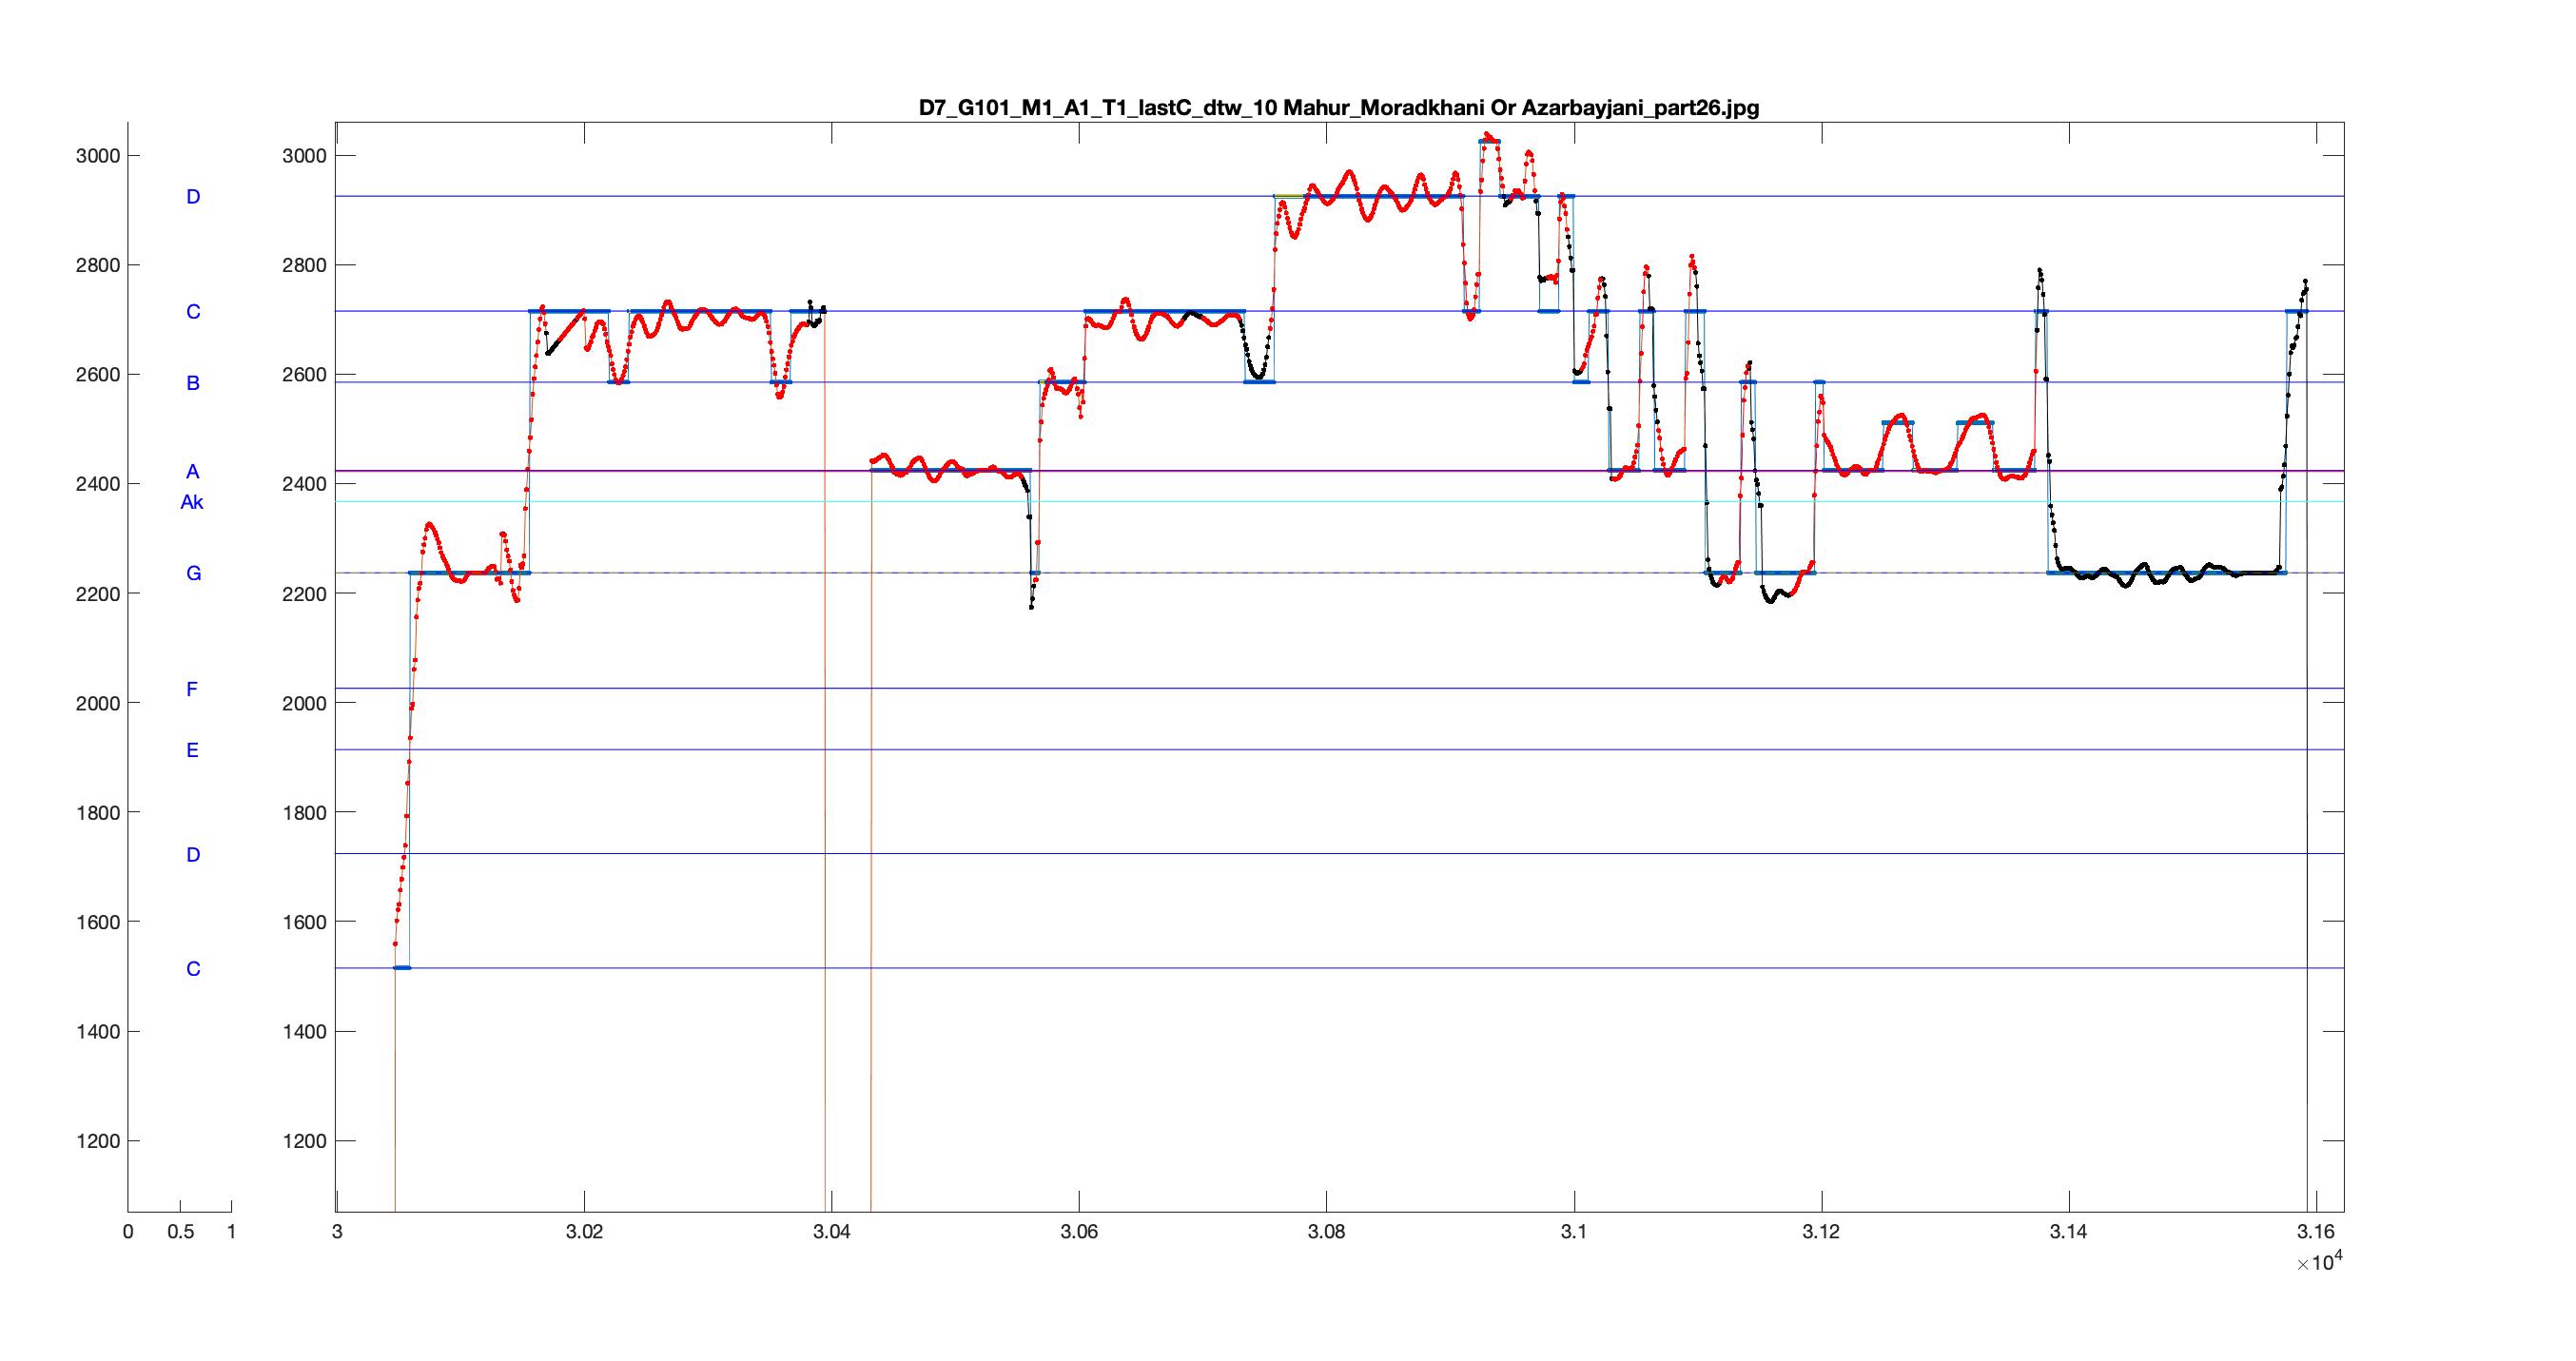 D7_G101_M1_A1_T1_lastC_dtw_10 Mahur_Moradkhani Or Azarbayjani_part26.jpg
3000 3000
D
2800 2800
C
2600 B 2600
A
2400 2400
Ak
G
2200 2200
F
2000 2000
E
1800 1800
D
1600 1600
C
1400 1400
1200 1200
0 0.5 1 3 3.02 3.04 3.06 3.08 3.1 3.12 3.14 3.16
×10⁴